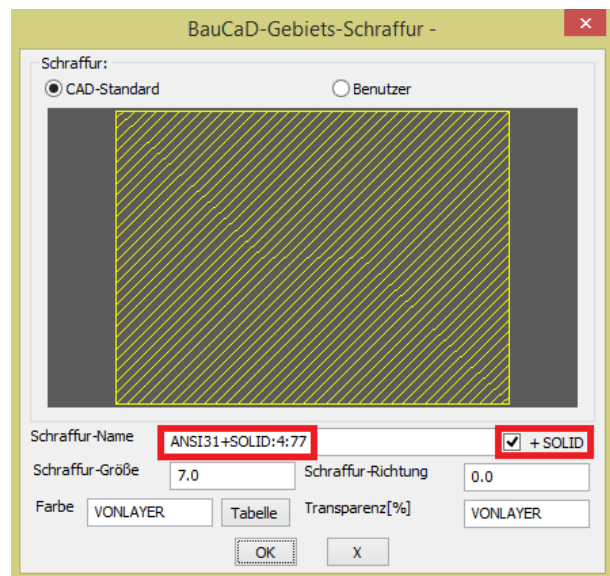 BauCaD-Gebiets-Schraffur -
Schraffur:
CAD-Standard Benutzer
Schraffur-Name ANSI31+SOLID:4:77 + SOLID
Schraffur-Größe 7.0 Schraffur-Richtung 0.0
Farbe VONLAYER Tabelle Transparenz[%] VONLAYER
OK X